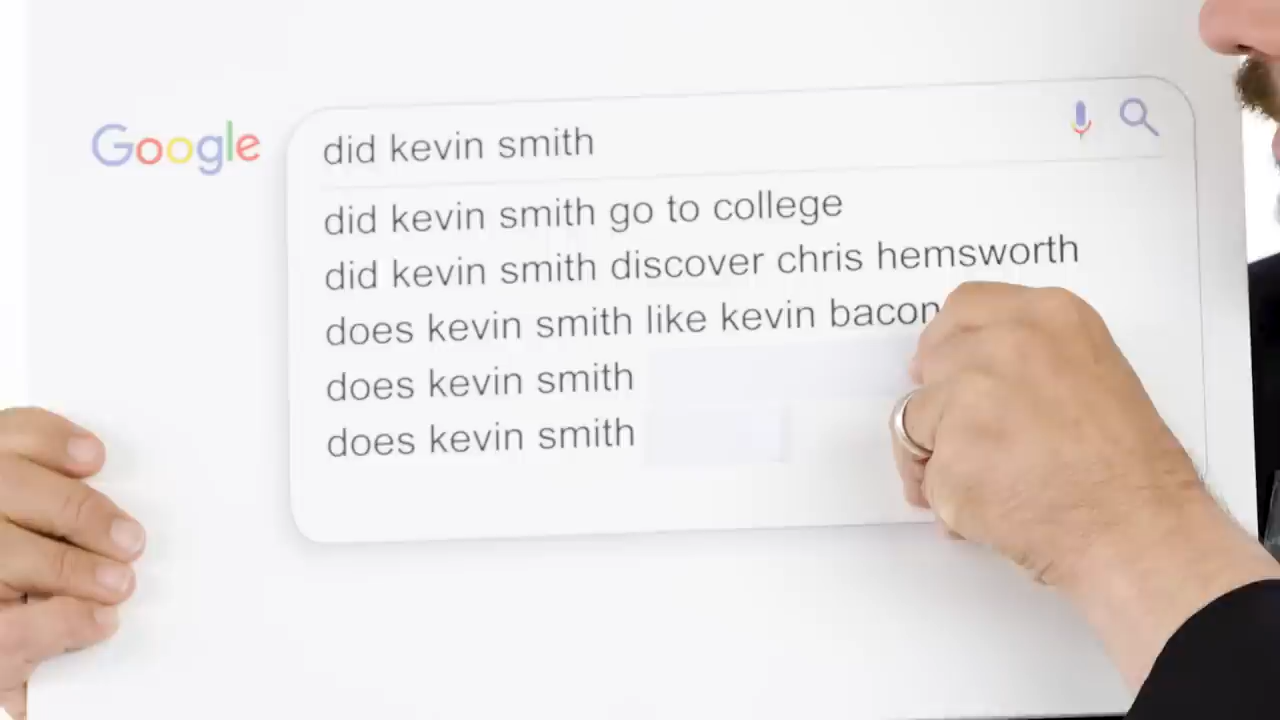 Google
did kevin smith
did kevin smith go to college
did kevin smith discover chris hemsworth
does kevin smith like kevin bacon
does kevin smith
does kevin smith